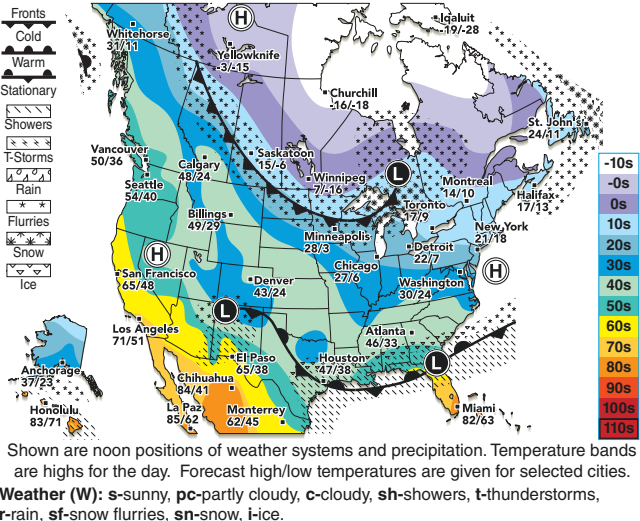 Fronts
Cold
Warm
Stationary
Showers
T-Storms
Rain
Flurries
Snow
Ice
H
Whitehorse
31/11
Yellowknife
-3/-15
Iqaluit
-19/-28
Churchill
-16/-18
St. John's
24/11
Vancouver
50/36
Calgary
48/24
Saskatoon
15/-6
Winnipeg
7/-16
L
Montreal
14/10
Halifax
17/13
Seattle
54/40
Toronto
17/9
Billings
49/29
Minneapolis
28/3
New York
21/18
Detroit
22/7
H
Chicago
27/6
H
San Francisco
65/48
Denver
43/24
Washington
30/24
L
Los Angeles
71/51
Atlanta
46/33
El Paso
65/38
Houston
47/38
L
Anchorage
37/23
Chihuahua
84/41
Honolulu
83/71
La Paz
85/62
Monterrey
62/45
Miami
82/63
-10s
-0s
0s
10s
20s
30s
40s
50s
60s
70s
80s
90s
100s
110s
Shown are noon positions of weather systems and precipitation. Temperature bands
are highs for the day. Forecast high/low temperatures are given for selected cities.
Weather (W): s-sunny, pc-partly cloudy, c-cloudy, sh-showers, t-thunderstorms,
r-rain, sf-snow flurries, sn-snow, i-ice.